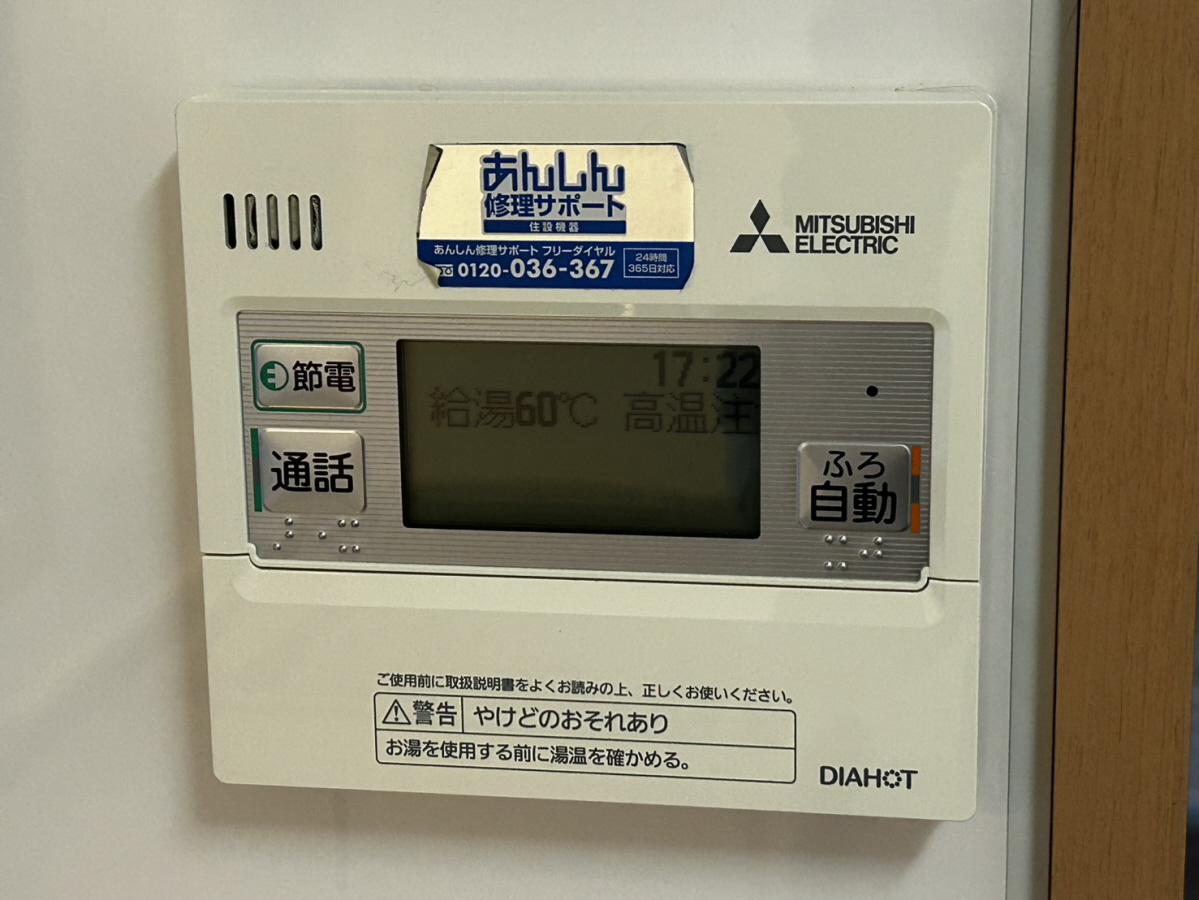 あんしん
修理サポート
住設機器
あんしん修理サポート フリーダイヤル
0120-036-367
24時間
365日対応
MITSUBISHI
ELECTRIC
節電
17:22
給湯60℃ 高温注
通話
ふろ
自動
ご使用前に取扱説明書をよくお読みの上、正しくお使いください。
警告 やけどのおそれあり
お湯を使用する前に湯温を確かめる。
DIAHOT